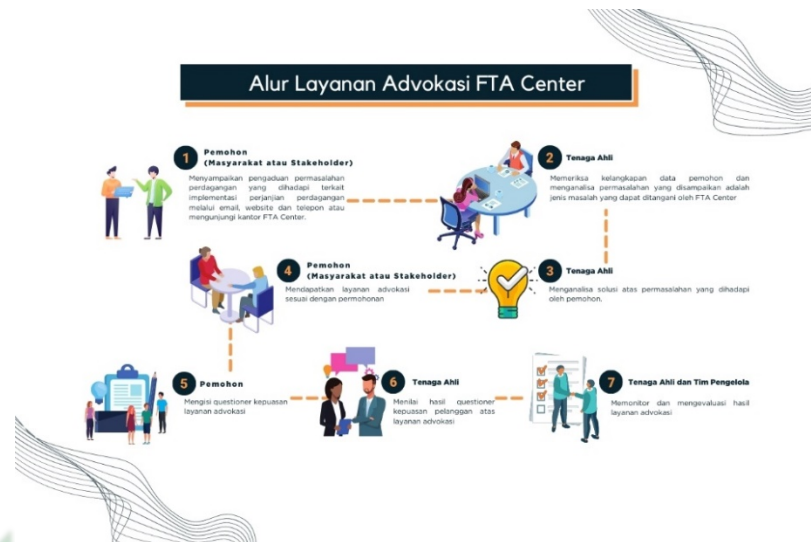 Alur Layanan Advokasi FTA Center
1
Pemohon
(Masyarakat atau Stakeholder)
Menyampaikan pengaduan permasalahan
perdagangan yang dihadapi terkait
implementasi perjanjian perdagangan
melalui email, website dan telepon atau
mengunjungi kantor FTA Center.
2
Tenaga Ahli
Memeriksa kelangkapan data pemohon dan
menganalisa permasalahan yang disampaikan adalah
jenis masalah yang dapat ditangani oleh FTA Center
3
Tenaga Ahli
Menganalisa solusi atas permasalahan yang dihadapi
oleh pemohon.
4
Pemohon
(Masyarakat atau Stakeholder)
Mendapatkan layanan advokasi
sesuai dengan permohonan
5
Pemohon
Mengisi questioner kepuasan
layanan advokasi
6
Tenaga Ahli
Menilai hasil questioner
kepuasan pelanggan atas
layanan advokasi
7
Tenaga Ahli dan Tim Pengelola
Memonitor dan mengevaluasi hasil
layanan advokasi